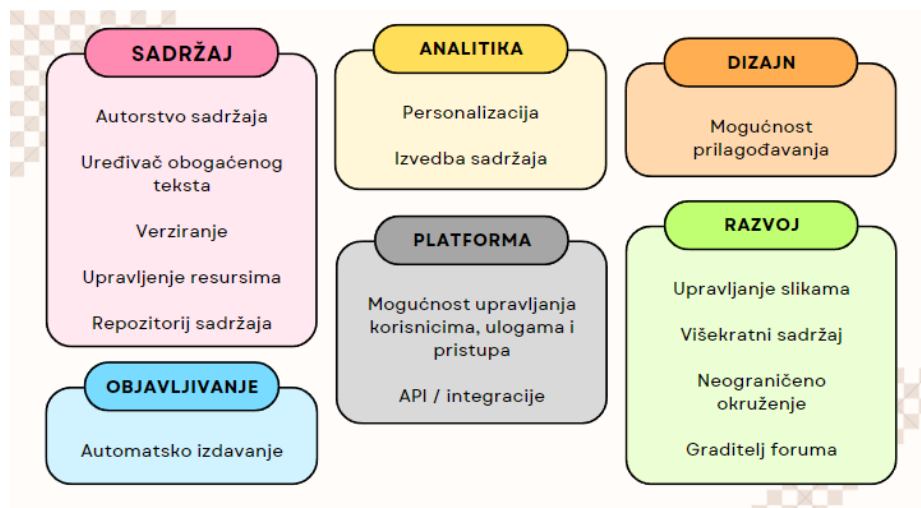 SADRŽAJ
Autorstvo sadržaja
Uređivač obogaćenog
teksta
Verziranje
Upravljenje resursima
Repozitorij sadržaja
OBJAVLJIVANJE
Automatsko izdavanje
ANALITIKA
Personalizacija
Izvedba sadržaja
PLATFORMA
Mogućnost upravljanja
korisnicima, ulogama i
pristupa
API / integracije
DIZAJN
Mogućnost
prilagođavanja
RAZVOJ
Upravljanje slikama
Višekratni sadržaj
Neograničeno
okruženje
Graditelj foruma